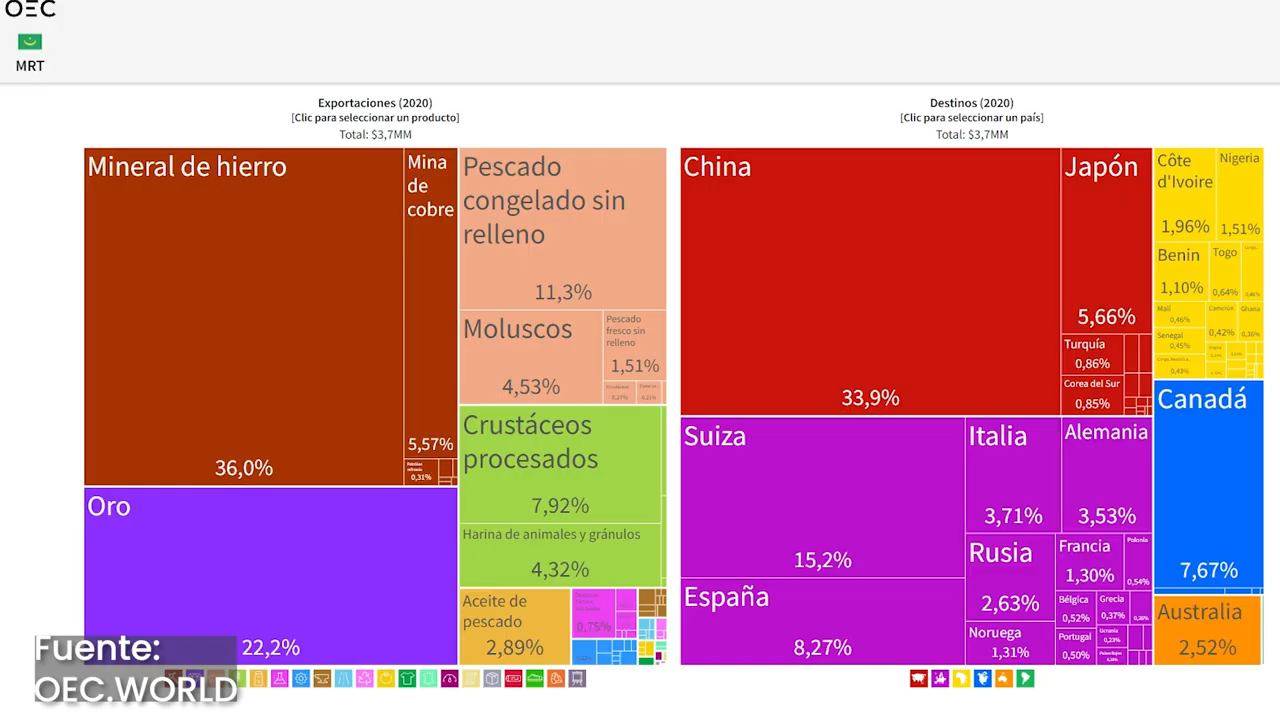 OEC
MRT
Exportaciones (2020)
[Clic para seleccionar un producto]
Total: $3,7MM
Mineral de hierro
36,0%
Mina
de
cobre
5,57%
0,31%
Oro
22,2%
Pescado
congelado sin
relleno
11,3%
Moluscos
4,53%
Pescado
fresco sin
relleno
1,51%
Crustáceos
procesados
7,92%
Harina de animales y gránulos
4,32%
Aceite de
pescado
2,89%
0,75%
Destinos (2020)
[Clic para seleccionar un país]
Total: $3,7MM
China
33,9%
Japón
5,66%
Turquía
0,86%
Corea del Sur
0,85%
Suiza
15,2%
España
8,27%
Italia
3,71%
Alemania
3,53%
Rusia
2,63%
Noruega
1,31%
Francia
1,30%
Polonia
0,54%
Bélgica
0,52%
Grecia
0,37%
Portugal
0,50%
Ucrania
0,23%
Côte
d'Ivoire
1,96%
Nigeria
1,51%
Benin
1,10%
Togo
0,64%
Malí
0,46%
Camerún
0,42%
Ghana
0,36%
Senegal
0,45%
0,43%
Canadá
7,67%
Australia
2,52%
Fuente:
OEC.WORLD